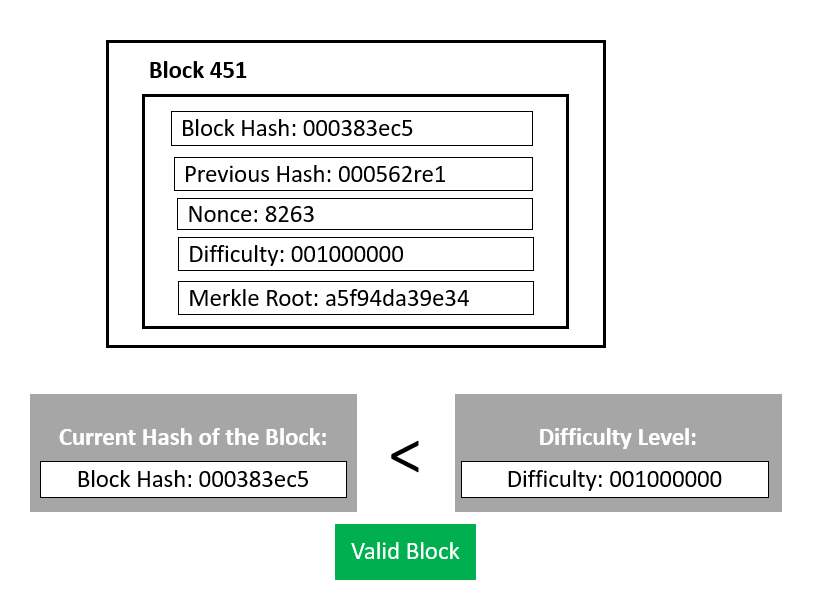 Block 451
Block Hash: 000383ec5
Previous Hash: 000562re1
Nonce: 8263
Difficulty: 001000000
Merkle Root: a5f94da39e34
Current Hash of the Block:
Block Hash: 000383ec5
<
Difficulty Level:
Difficulty: 001000000
Valid Block